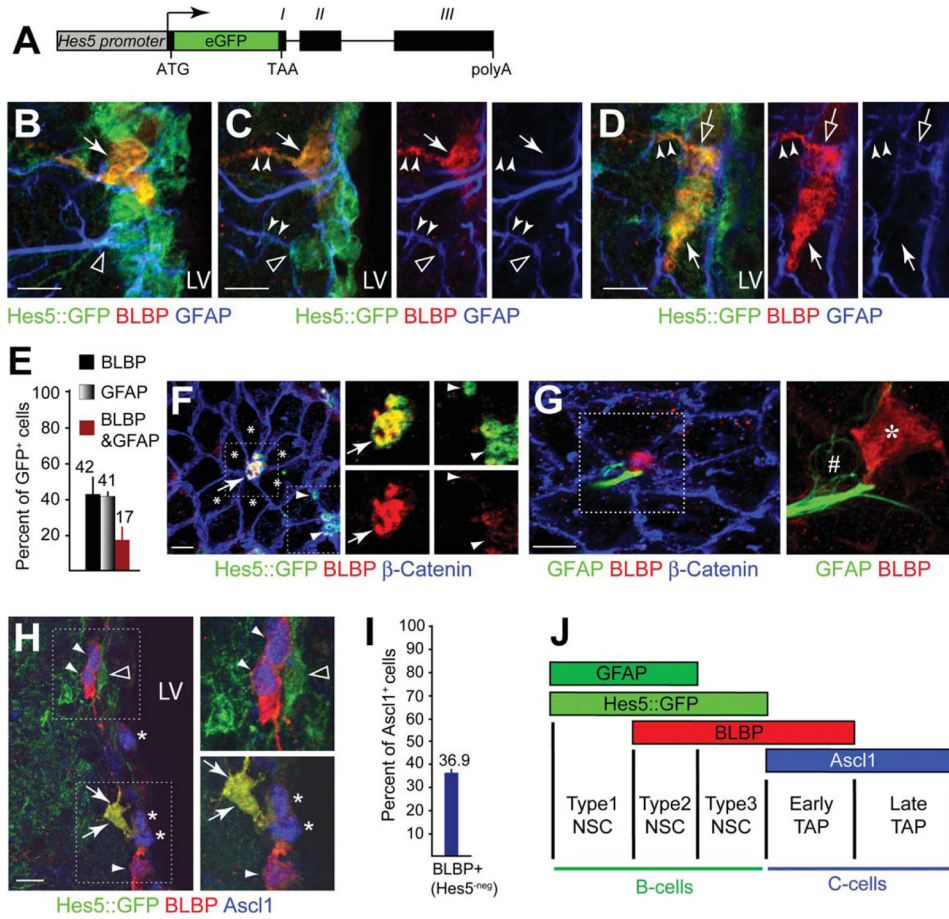 A
I II III
Hes5 promoter eGFP
ATG TAA polyA
B C D
LV LV LV
Hes5::GFP BLBP GFAP Hes5::GFP BLBP GFAP Hes5::GFP BLBP GFAP
E
BLBP
GFAP
BLBP
&GFAP
Percent of GFP+ cells
100
80
60
40
20
42 41 17
F
* * * * * *
Hes5::GFP BLBP β-Catenin
G
# *
GFAP BLBP β-Catenin GFAP BLBP
H
LV
* * *
* *
Hes5::GFP BLBP Ascl1
I
Percent of Ascl1+ cells
100
90
80
70
60
50
40
30
20
10
36.9
BLBP+
(Hes5-neg)
J
GFAP
Hes5::GFP
BLBP
Ascl1
Type1 Type2 Type3 Early Late
NSC NSC NSC TAP TAP
B-cells C-cells